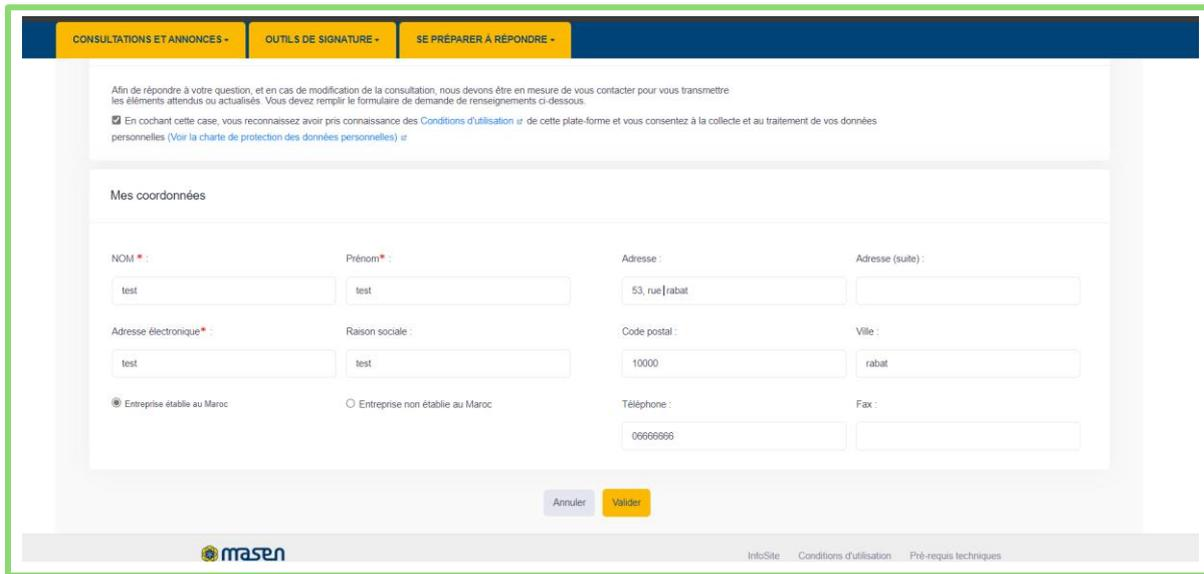 CONSULTATIONS ET ANNONCES
OUTILS DE SIGNATURE
SE PRÉPARER À RÉPONDRE
Afin de répondre à votre question, et en cas de modification de la consultation, nous devons être en mesure de vous contacter pour vous transmettre
les éléments attendus ou actualisés. Vous devez remplir le formulaire de demande de renseignements ci-dessous.
En cochant cette case, vous reconnaissez avoir pris connaissance des Conditions d'utilisation de cette plate-forme et vous consentez à la collecte et au traitement de vos données
personnelles (Voir la charte de protection des données personnelles)
Mes coordonnées
NOM * :
Prénom* :
Adresse :
Adresse (suite) :
test
test
53, rue rabat
Adresse électronique* :
Raison sociale :
Code postal :
Ville :
test
test
10000
rabat
Entreprise établie au Maroc
Entreprise non établie au Maroc
Téléphone :
Fax :
06666666
Annuler
Valider
masen
InfoSite
Conditions d'utilisation
Pré-requis techniques